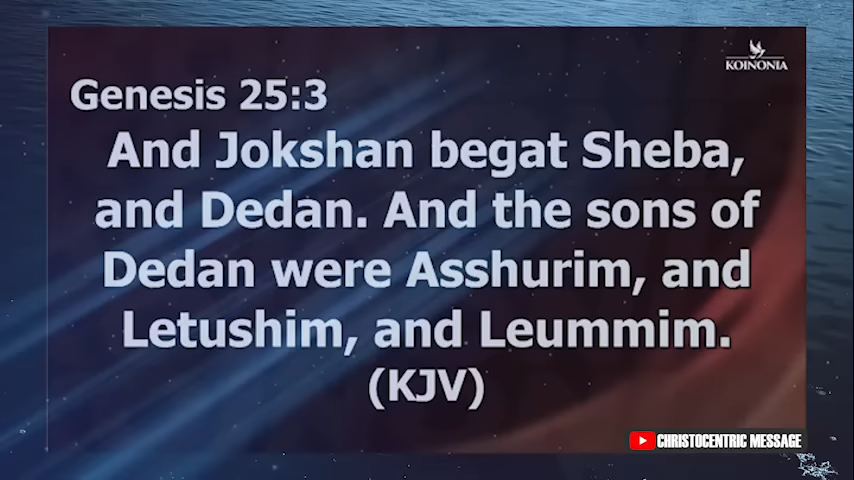 KOINONIA
Genesis 25:3
And Jokshan begat Sheba,
and Dedan. And the sons of
Dedan were Asshurim, and
Letushim, and Leummim.
(KJV)
CHRISTOCENTRIC MESSAGE